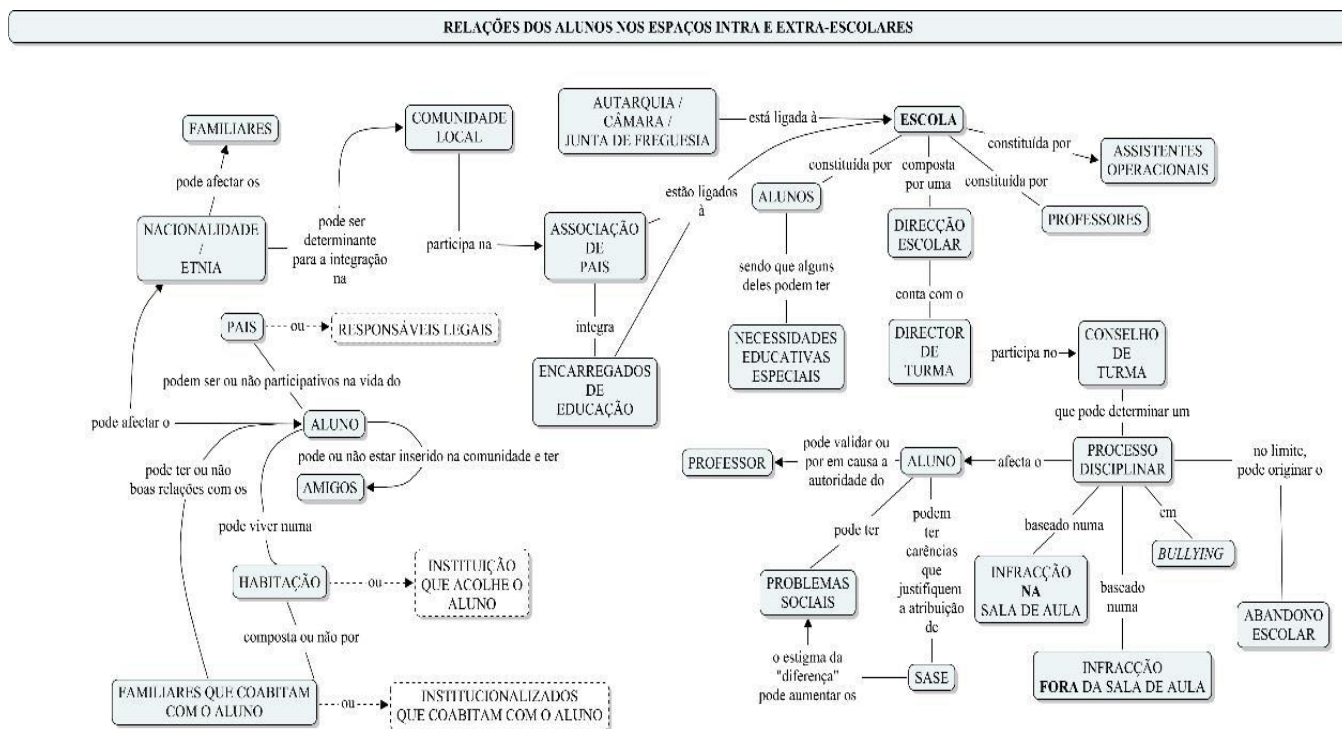 RELAÇÕES DOS ALUNOS NOS ESPAÇOS INTRA E EXTRA-ESCOLARES
FAMILIARES
pode afectar os
NACIONALIDADE
/
ETNIA
pode ser
determinante
para a integração
na
COMUNIDADE
LOCAL
participa na
ASSOCIAÇÃO
DE
PAIS
integra
ENCARREGADOS
DE
EDUCAÇÃO
estão ligados
à
AUTARQUIA /
CÂMARA /
JUNTA DE FREGUESIA
está ligada à
ESCOLA
constituída por
ALUNOS
sendo que alguns
deles podem ter
NECESSIDADES
EDUCATIVAS
ESPECIAIS
composta
por uma
DIRECÇÃO
ESCOLAR
conta com o
DIRECTOR
DE
TURMA
constituída por
PROFESSORES
constituída por
ASSISTENTES
OPERACIONAIS
participa no
CONSELHO
DE
TURMA
que pode determinar um
PROCESSO
DISCIPLINAR
no limite,
pode originar o
ABANDONO
ESCOLAR
em
BULLYING
baseado numa
INFRACÇÃO
NA
SALA DE AULA
baseado
numa
INFRACÇÃO
FORA DA SALA DE AULA
afecta o
ALUNO
pode validar ou
por em causa a
autoridade do
PROFESSOR
pode ter
PROBLEMAS
SOCIAIS
podem
ter
carências
que
justifiquem
a atribuição
de
SASE
o estigma da
"diferença"
pode aumentar os
PAIS
ou
RESPONSÁVEIS LEGAIS
podem ser ou não participativos na vida do
pode afectar o
ALUNO
pode ou não estar inserido na comunidade e ter
AMIGOS
pode ter ou não
boas relações com os
pode viver numa
HABITAÇÃO
ou
INSTITUIÇÃO
QUE ACOLHE O
ALUNO
composta ou não por
FAMILIARES QUE COABITAM
COM O ALUNO
ou
INSTITUCIONALIZADOS
QUE COABITAM COM O ALUNO